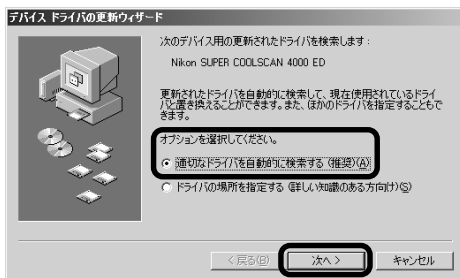 デバイス ドライバの更新ウィザード
次のデバイス用の更新されたドライバを検索します：
Nikon SUPER COOLSCAN 4000 ED
更新されたドライバを自動的に検索して、現在使用されているドライ
バと置き換えることができます。また、ほかのドライバを指定することもで
きます。
オプションを選択してください。
適切なドライバを自動的に検索する (推奨)(A)
ドライバの場所を指定する (詳しい知識のある方向け)(S)
< 戻る(B) 次へ > キャンセル